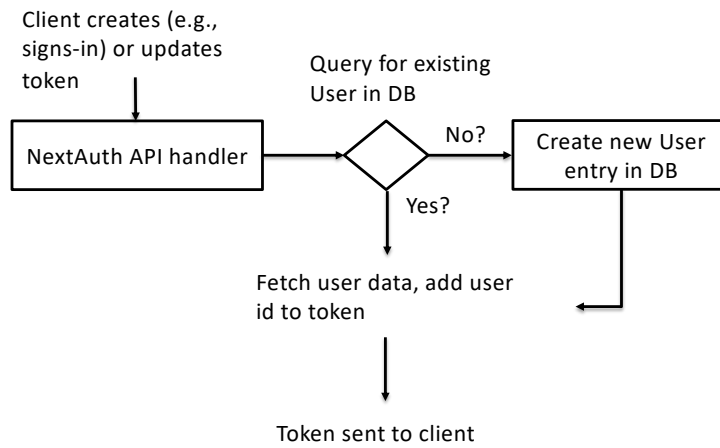 Client creates (e.g.,
signs-in) or updates
token
Query for existing
User in DB
NextAuth API handler
No?
Create new User
entry in DB
Yes?
Fetch user data, add user
id to token
Token sent to client